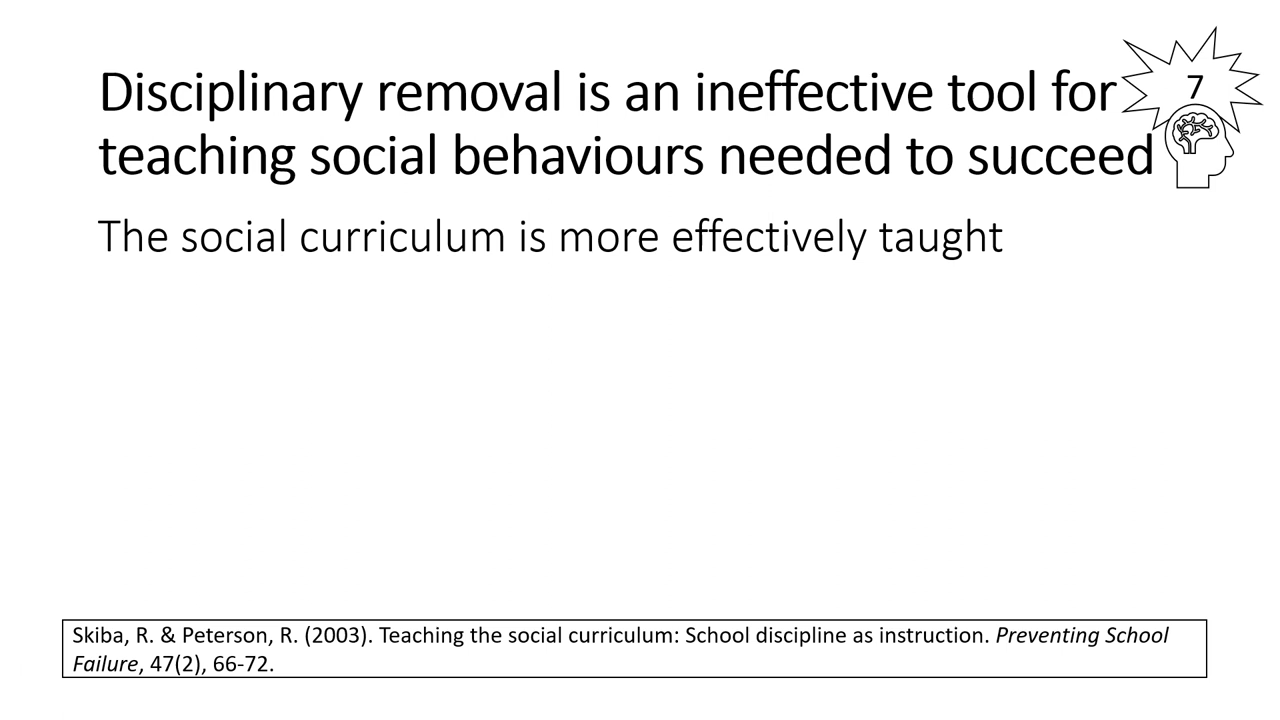 Disciplinary removal is an ineffective tool for
teaching social behaviours needed to succeed
7
The social curriculum is more effectively taught
Skiba, R. & Peterson, R. (2003). Teaching the social curriculum: School discipline as instruction. Preventing School
Failure, 47(2), 66-72.